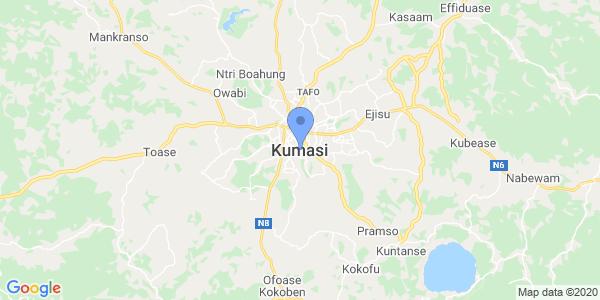 Effiduase
Kasaam
Mankranso
Ntri Boahung
Owabi
TAFO
Ejisu
Kubease
Toase
Kumasi
N6
Nabewam
N8
Pramso
Kuntanse
Kokofu
Ofoase
Kokoben
Google
Map data ©2020